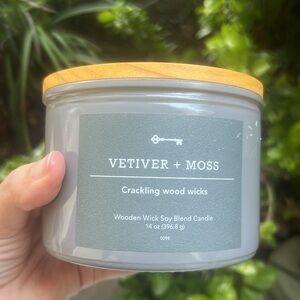 VETIVER + MOSS
Crackling wood wicks
Wooden Wick Soy Blend Candle
14 oz (396.8 g)